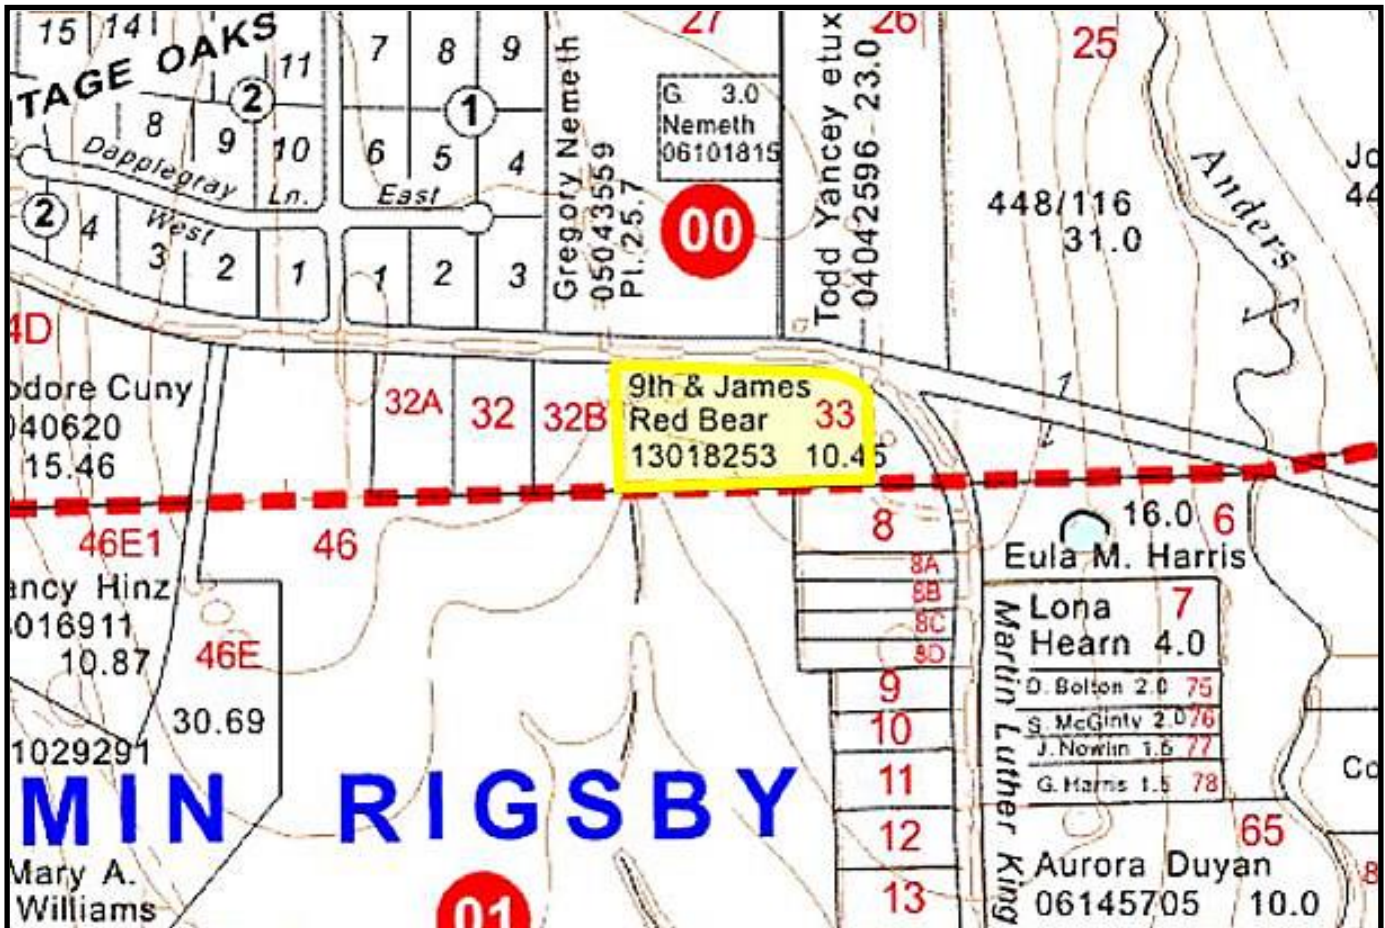 15
14
11
7
8
9
27
26
25
TAGE OAKS
2
1
G. 3.0
Nemeth
06101815
Gregory Nemeth
05043559
Pt. 25.7
Todd Yancey etux
04042596 23.0
8
9
10
6
5
4
Dapplegray
Ln.
East
West
2
4
3
2
1
1
2
3
00
448/116
31.0
Anders
Jo
44
4D
odore Cuny
040620
15.46
32A
32
32B
9th & James
Red Bear 33
13018253 10.45
46E1
46
8
16.0 6
Eula M. Harris
8A
8B
8C
8D
ancy Hinz
016911
10.87
46E
30.69
1029291
9
10
11
12
13
Martin Luther King
Lona 7
Hearn 4.0
D. Bolton 2.0 75
S. McGinty 2.0 76
J. Nowlin 1.5 77
G. Harris 1.5 78
MIN RIGSBY
65
Co
Mary A.
Williams
01
Aurora Duyan
06145705 10.0
8